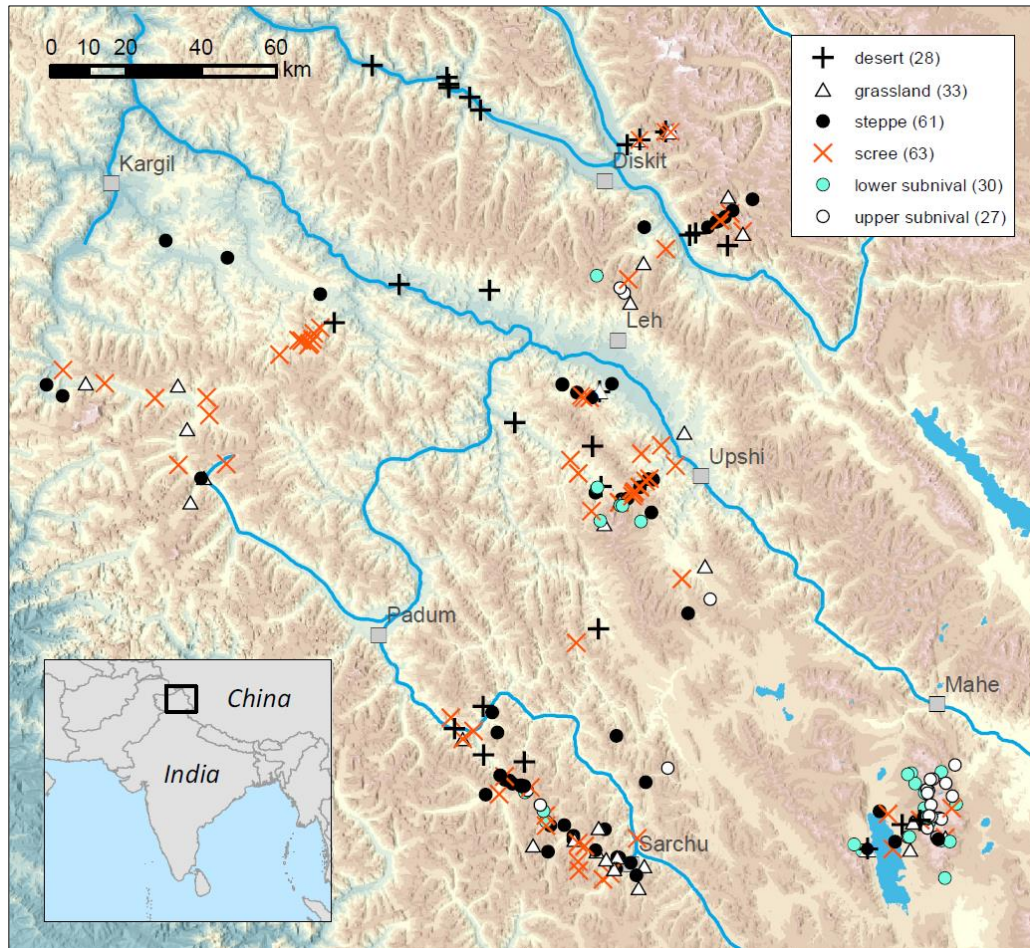 0 10 20 40 60
km
desert (28)
grassland (33)
steppe (61)
scree (63)
lower subnival (30)
upper subnival (27)
Kargil
Diskit
Leh
Upshi
Padum
Mahe
Sarchu
China
India